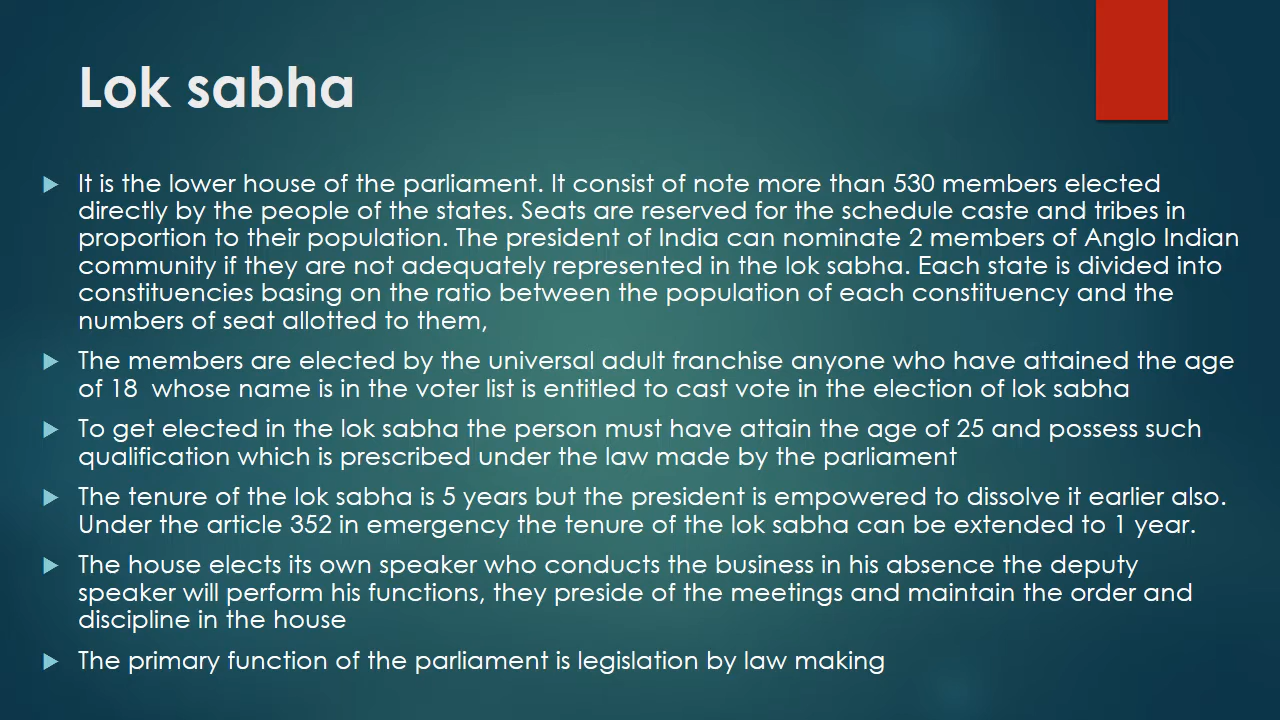 Lok sabha
It is the lower house of the parliament. It consist of note more than 530 members elected
directly by the people of the states. Seats are reserved for the schedule caste and tribes in
proportion to their population. The president of India can nominate 2 members of Anglo Indian
community if they are not adequately represented in the lok sabha. Each state is divided into
constituencies basing on the ratio between the population of each constituency and the
numbers of seat allotted to them,
The members are elected by the universal adult franchise anyone who have attained the age
of 18  whose name is in the voter list is entitled to cast vote in the election of lok sabha
To get elected in the lok sabha the person must have attain the age of 25 and possess such
qualification which is prescribed under the law made by the parliament
The tenure of the lok sabha is 5 years but the president is empowered to dissolve it earlier also.
Under the article 352 in emergency the tenure of the lok sabha can be extended to 1 year.
The house elects its own speaker who conducts the business in his absence the deputy
speaker will perform his functions, they preside of the meetings and maintain the order and
discipline in the house
The primary function of the parliament is legislation by law making